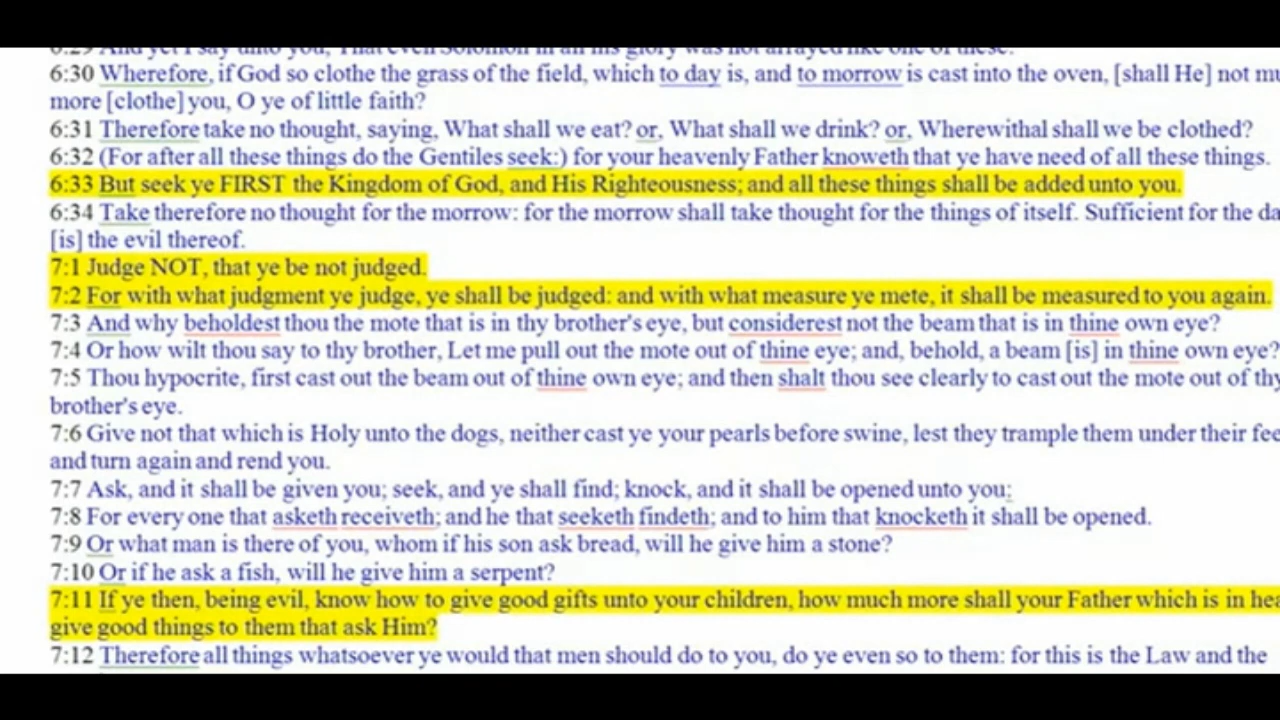 6:29 And yet I say unto you, That even Solomon in all his glory was not arrayed like one of these.
6:30 Wherefore, if God so clothe the grass of the field, which to day is, and to morrow is cast into the oven, [shall He] not mu
more [clothe] you, O ye of little faith?
6:31 Therefore take no thought, saying, What shall we eat? or, What shall we drink? or, Wherewithal shall we be clothed?
6:32 (For after all these things do the Gentiles seek:) for your heavenly Father knoweth that ye have need of all these things.
6:33 But seek ye FIRST the Kingdom of God, and His Righteousness; and all these things shall be added unto you.
6:34 Take therefore no thought for the morrow: for the morrow shall take thought for the things of itself. Sufficient for the da
[is] the evil thereof.
7:1 Judge NOT, that ye be not judged.
7:2 For with what judgment ye judge, ye shall be judged: and with what measure ye mete, it shall be measured to you again.
7:3 And why beholdest thou the mote that is in thy brother's eye, but considerest not the beam that is in thine own eye?
7:4 Or how wilt thou say to thy brother, Let me pull out the mote out of thine eye; and, behold, a beam [is] in thine own eye?
7:5 Thou hypocrite, first cast out the beam out of thine own eye; and then shalt thou see clearly to cast out the mote out of thy
brother's eye.
7:6 Give not that which is Holy unto the dogs, neither cast ye your pearls before swine, lest they trample them under their fee
and turn again and rend you.
7:7 Ask, and it shall be given you; seek, and ye shall find; knock, and it shall be opened unto you:
7:8 For every one that asketh receiveth; and he that seeketh findeth; and to him that knocketh it shall be opened.
7:9 Or what man is there of you, whom if his son ask bread, will he give him a stone?
7:10 Or if he ask a fish, will he give him a serpent?
7:11 If ye then, being evil, know how to give good gifts unto your children, how much more shall your Father which is in hea
give good things to them that ask Him?
7:12 Therefore all things whatsoever ye would that men should do to you, do ye even so to them: for this is the Law and the